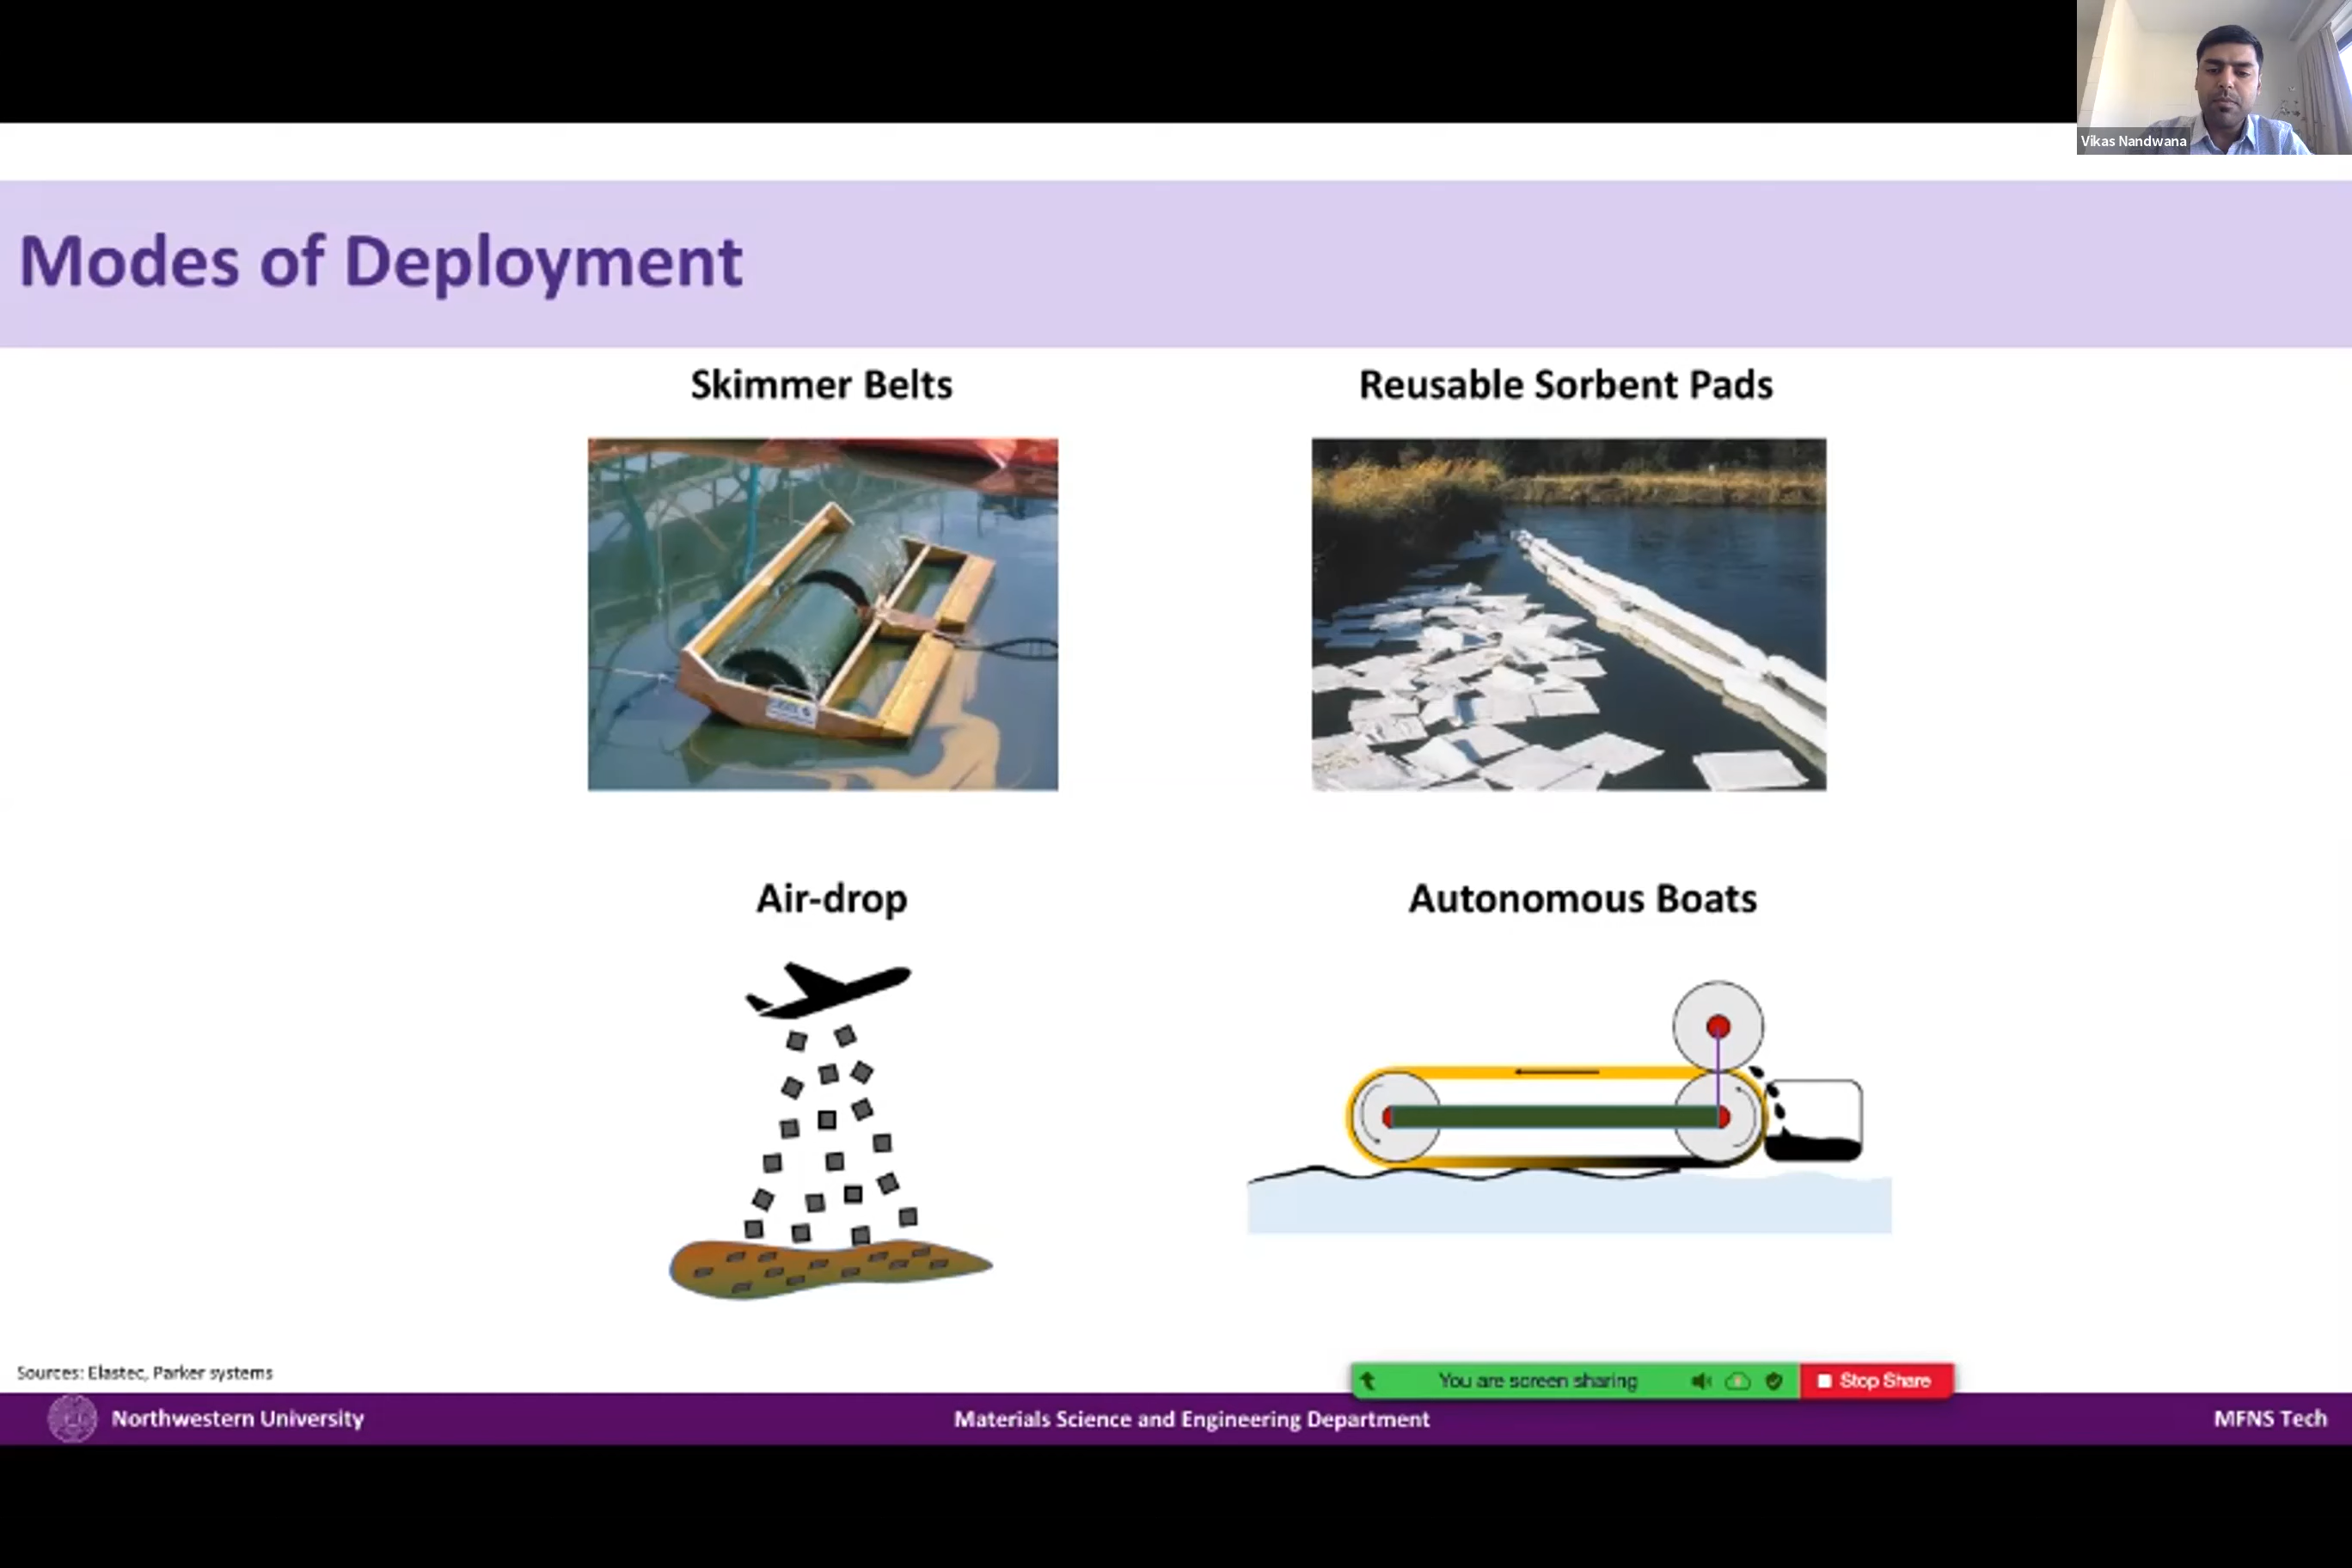 Vikas Nandwana
Modes of Deployment
Skimmer Belts
Reusable Sorbent Pads
Air-drop
Autonomous Boats
Sources: Elastec, Parker systems
You are screen sharing
Stop Share
Northwestern University
Materials Science and Engineering Department
MFNS Tech